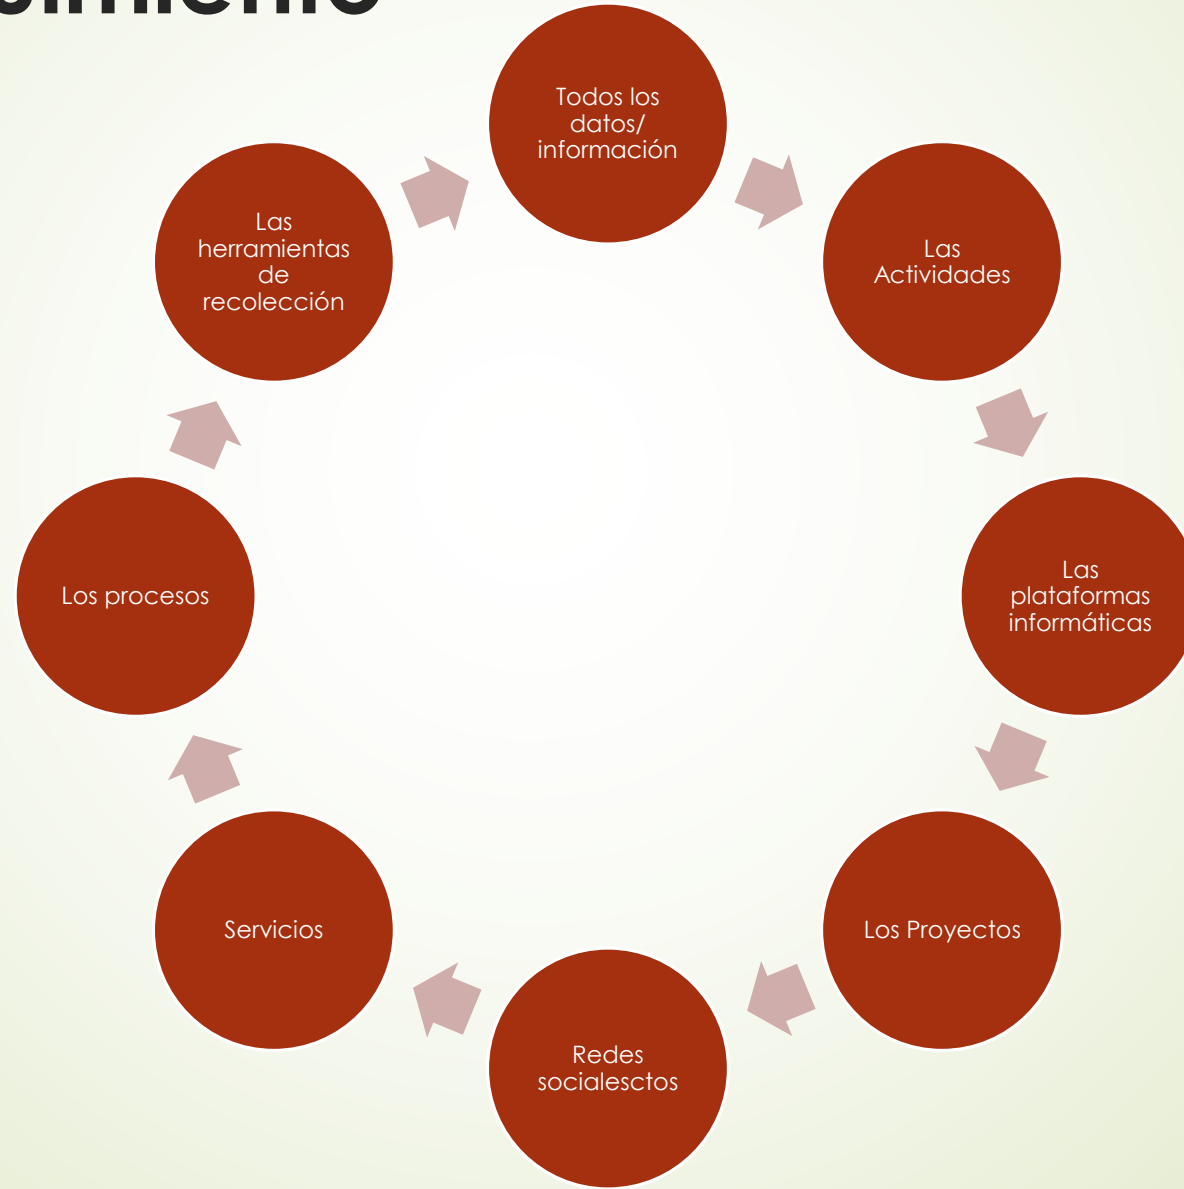 Todos los
datos/
información
Las
Actividades
Las
plataformas
informáticas
Los Proyectos
Redes
socialesctos
Servicios
Los procesos
Las
herramientas
de
recolección